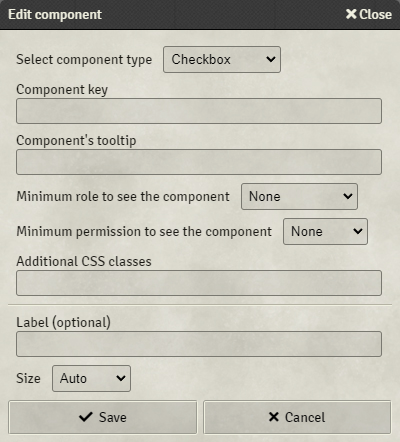 Edit component
Close
Select component type Checkbox
Component key
Component's tooltip
Minimum role to see the component None
Minimum permission to see the component None
Additional CSS classes
Label (optional)
Size Auto
Save Cancel